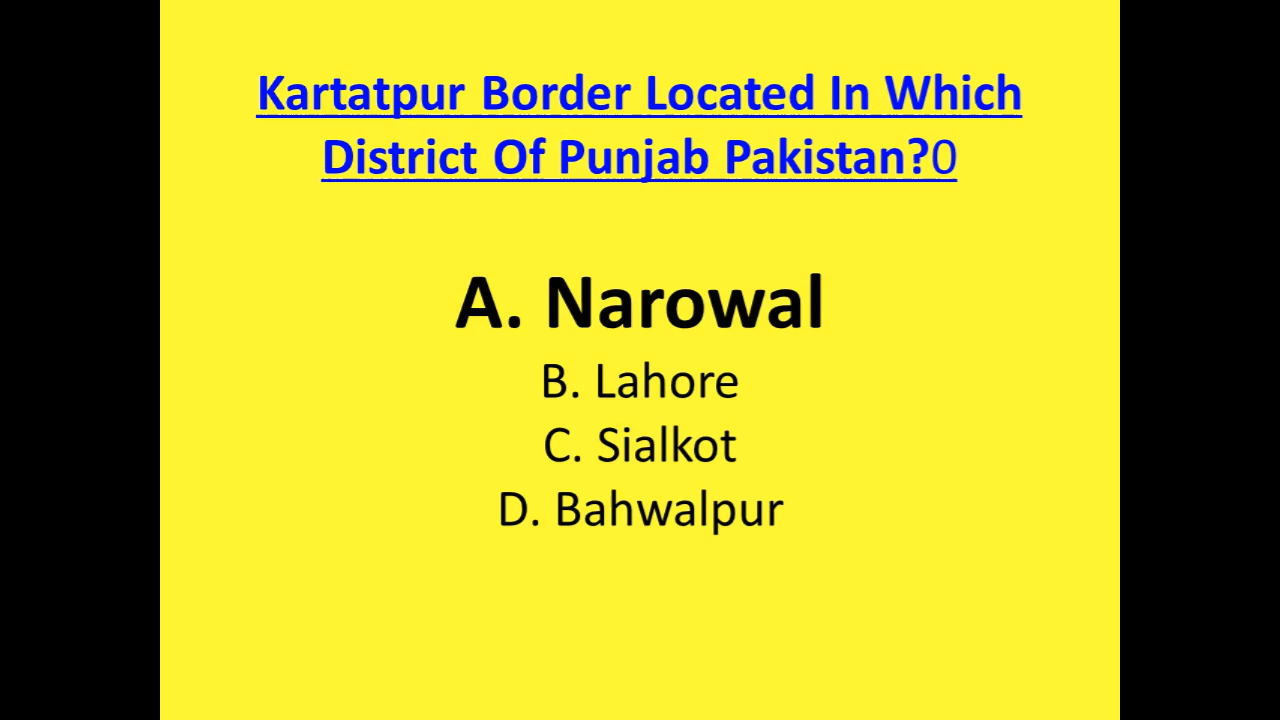 Kartatpur Border Located In Which
District Of Punjab Pakistan?0
A. Narowal
B. Lahore
C. Sialkot
D. Bahwalpur